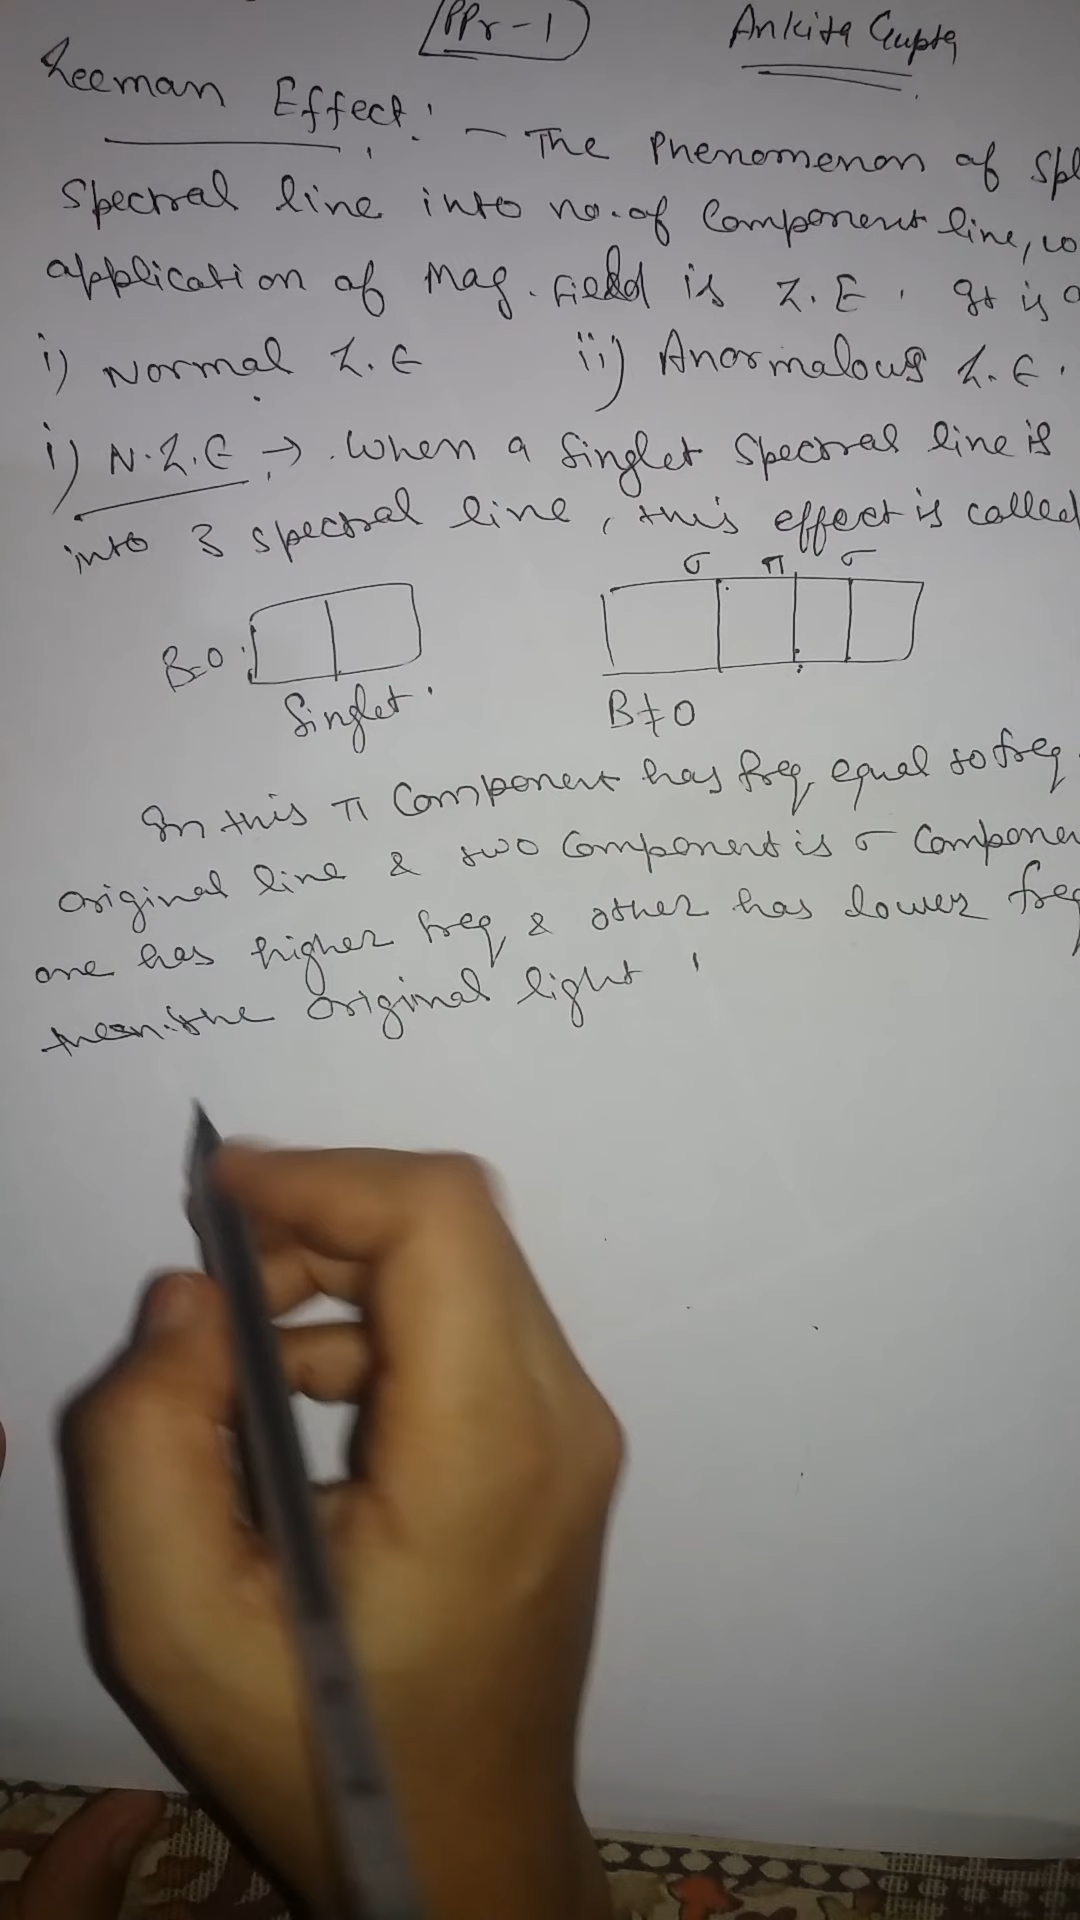 PPr-1
Ankita Gupta
Zeeman Effect:- The Phenomenon of Spl
Spectral line into no. of Component line,
application of Mag. field is Z.E. It is
i) Normal Z.E ii) Anormalous Z.E.
i) N.Z.E → When a Singlet Spectral line is
into 3 spectral line, this effect is called
σ π σ
B=0
Singlet
B≠0
In this π Component has freq equal to freq
original line & two Component is σ Componen
one has higher freq & other has lower freq
then the original light